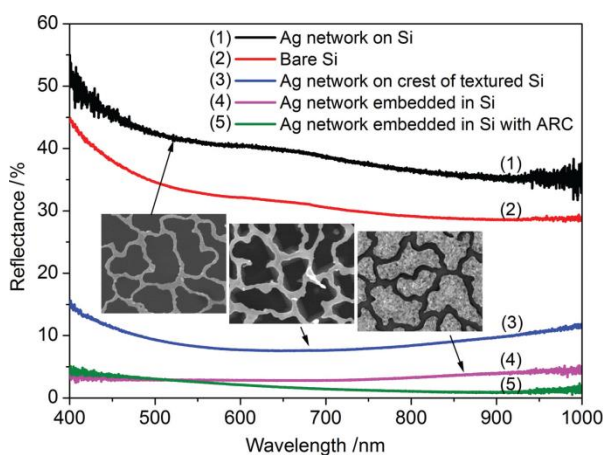 60
50
40
30
20
10
0
Reflectance /%
(1) Ag network on Si
(2) Bare Si
(3) Ag network on crest of textured Si
(4) Ag network embedded in Si
(5) Ag network embedded in Si with ARC
(1)
(2)
(3)
(4)
(5)
400 500 600 700 800 900 1000
Wavelength /nm